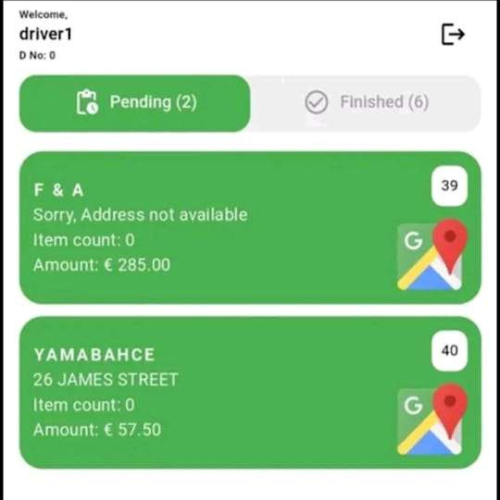 Welcome,
driver1
D No: 0
Pending (2)
Finished (6)
F & A
39
Sorry, Address not available
Item count: 0
Amount: € 285.00
G
YAMABAHCE
40
26 JAMES STREET
Item count: 0
Amount: € 57.50
G